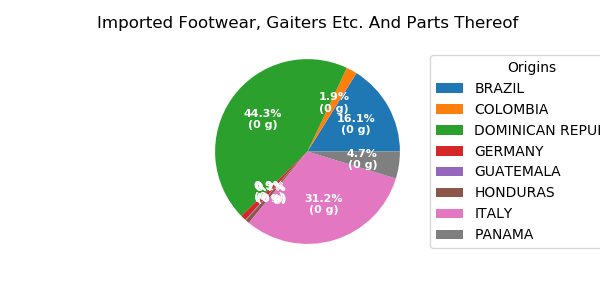 Imported Footwear, Gaiters Etc. And Parts Thereof
Origins
BRAZIL
COLOMBIA
DOMINICAN REPU
GERMANY
GUATEMALA
HONDURAS
ITALY
PANAMA
1.9%
(0 g)
16.1%
(0 g)
44.3%
(0 g)
4.7%
(0 g)
31.2%
(0 g)